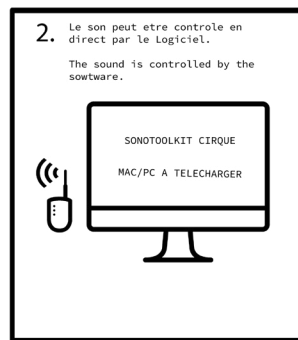 2. Le son peut etre controle en
direct par le Logiciel.
The sound is controlled by the
sowtware.
SONOTOOLKIT CIRQUE
MAC/PC A TELECHARGER